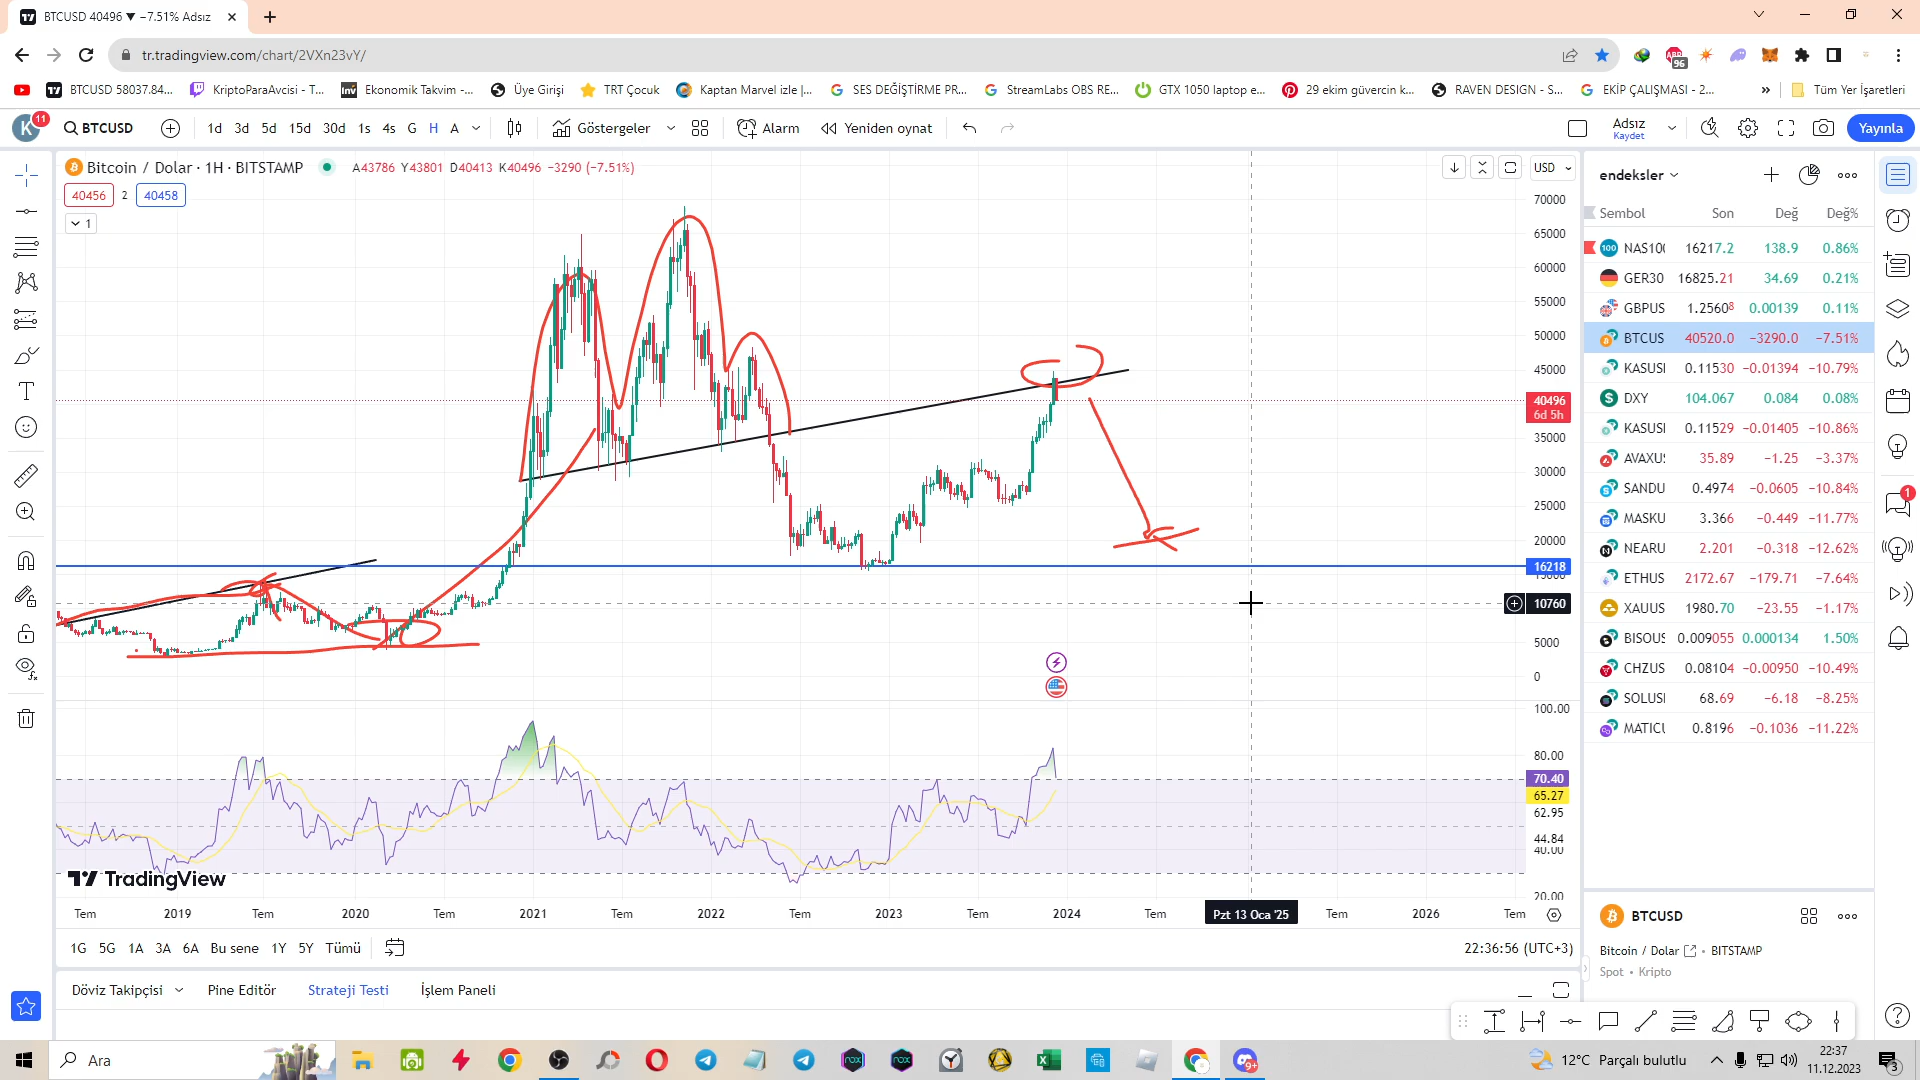 BTCUSD 40496 ▼ −7.51% Adsız
tr.tradingview.com/chart/2VXn23vY/
96
BTCUSD 58037.84...
KriptoParaAvcisi - T...
Ekonomik Takvim -...
Üye Girişi
TRT Çocuk
Kaptan Marvel izle |...
SES DEĞİŞTİRME PR...
StreamLabs OBS RE...
GTX 1050 laptop e...
29 ekim güvercin k...
RAVEN DESIGN - S...
EKİP ÇALIŞMASI - 2...
Tüm Yer İşaretleri
K 11
BTCUSD
1d 3d 5d 15d 30d 1s 4s G H A
Göstergeler
Alarm
Yeniden oynat
Adsız
Kaydet
Yayınla
Bitcoin / Dolar · 1H · BITSTAMP
A43786 Y43801 D40413 K40496 −3290 (−7.51%)
40456 2 40458
1
USD
70000
65000
60000
55000
50000
45000
40496
6d 5h
35000
30000
25000
20000
16218
15000
10760
5000
0
100.00
80.00
70.40
65.27
62.95
44.84
40.00
20.00
TradingView
Tem 2019 Tem 2020 Tem 2021 Tem 2022 Tem 2023 Tem 2024 Tem Pzt 13 Oca '25 Tem 2026 Tem
1G 5G 1A 3A 6A Bu sene 1Y 5Y Tümü
22:36:56 (UTC+3)
Döviz Takipçisi
Pine Editör
Strateji Testi
İşlem Paneli
endeksler
Sembol Son Değ Değ%
NAS100 16217.2 138.9 0.86%
GER30 16825.21 34.69 0.21%
GBPUS 1.25608 0.00139 0.11%
BTCUS 40520.0 −3290.0 −7.51%
KASUSI 0.11530 −0.01394 −10.79%
DXY 104.067 0.084 0.08%
KASUSI 0.11529 −0.01405 −10.86%
AVAXUS 35.89 −1.25 −3.37%
SANDU 0.4974 −0.0605 −10.84%
MASKU 3.366 −0.449 −11.77%
NEARU 2.201 −0.318 −12.62%
ETHUS 2172.67 −179.71 −7.64%
XAUUS 1980.70 −23.55 −1.17%
BISOUS 0.009055 0.000134 1.50%
CHZUS 0.08104 −0.00950 −10.49%
SOLUSI 68.69 −6.18 −8.25%
MATICU 0.8196 −0.1036 −11.22%
BTCUSD
Bitcoin / Dolar • BITSTAMP
Spot • Kripto
1
Ara
12°C Parçalı bulutlu
22:37
11.12.2023
3